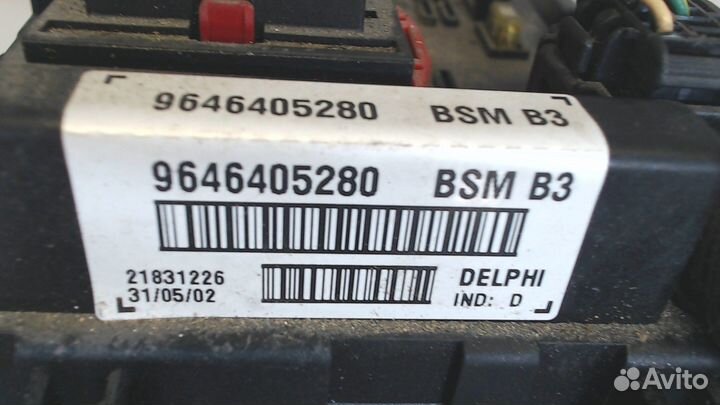 9646405280 BSM B3
9646405280 BSM B3
21831226 DELPHI
31/05/02 IND: D
Avito